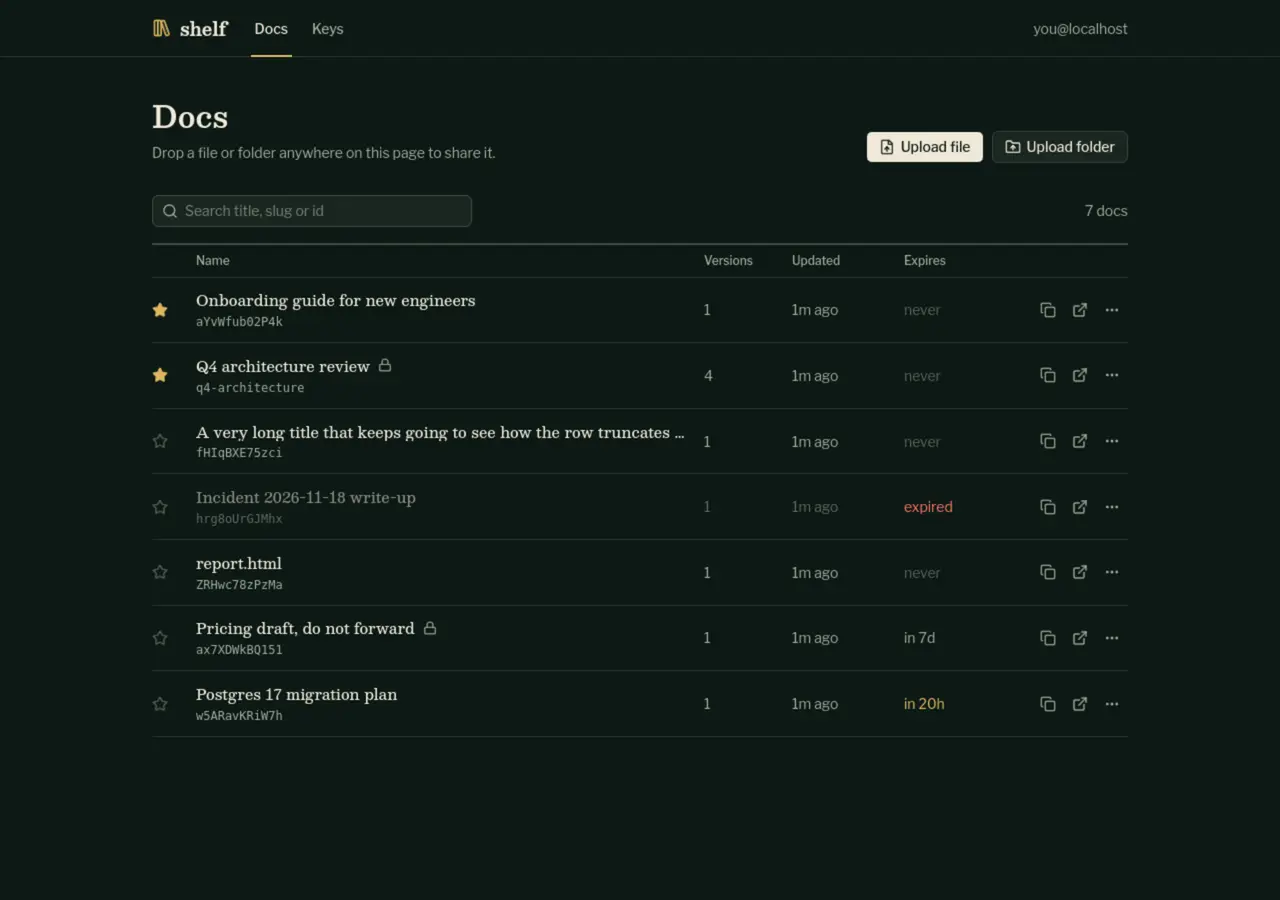 shelf Docs Keys you@localhost
Docs
Drop a file or folder anywhere on this page to share it.
Upload file Upload folder
Search title, slug or id 7 docs
Name Versions Updated Expires
Onboarding guide for new engineers
aYvWfub02P4k
1 1m ago never
Q4 architecture review
q4-architecture
4 1m ago never
A very long title that keeps going to see how the row truncates ...
fHIqBXE75zci
1 1m ago never
Incident 2026-11-18 write-up
hrg8oUrGJMhx
1 1m ago expired
report.html
ZRHwc78zPzMa
1 1m ago never
Pricing draft, do not forward
ax7XDWkBQ151
1 1m ago in 7d
Postgres 17 migration plan
w5ARavKRiW7h
1 1m ago in 20h